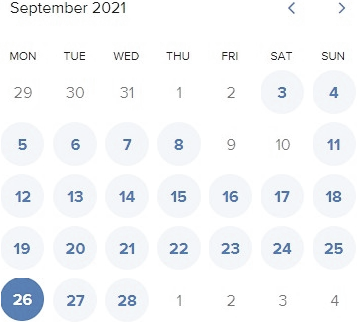 September 2021
MON TUE WED THU FRI SAT SUN
29 30 31 1 2 3 4
5 6 7 8 9 10 11
12 13 14 15 16 17 18
19 20 21 22 23 24 25
26 27 28 1 2 3 4